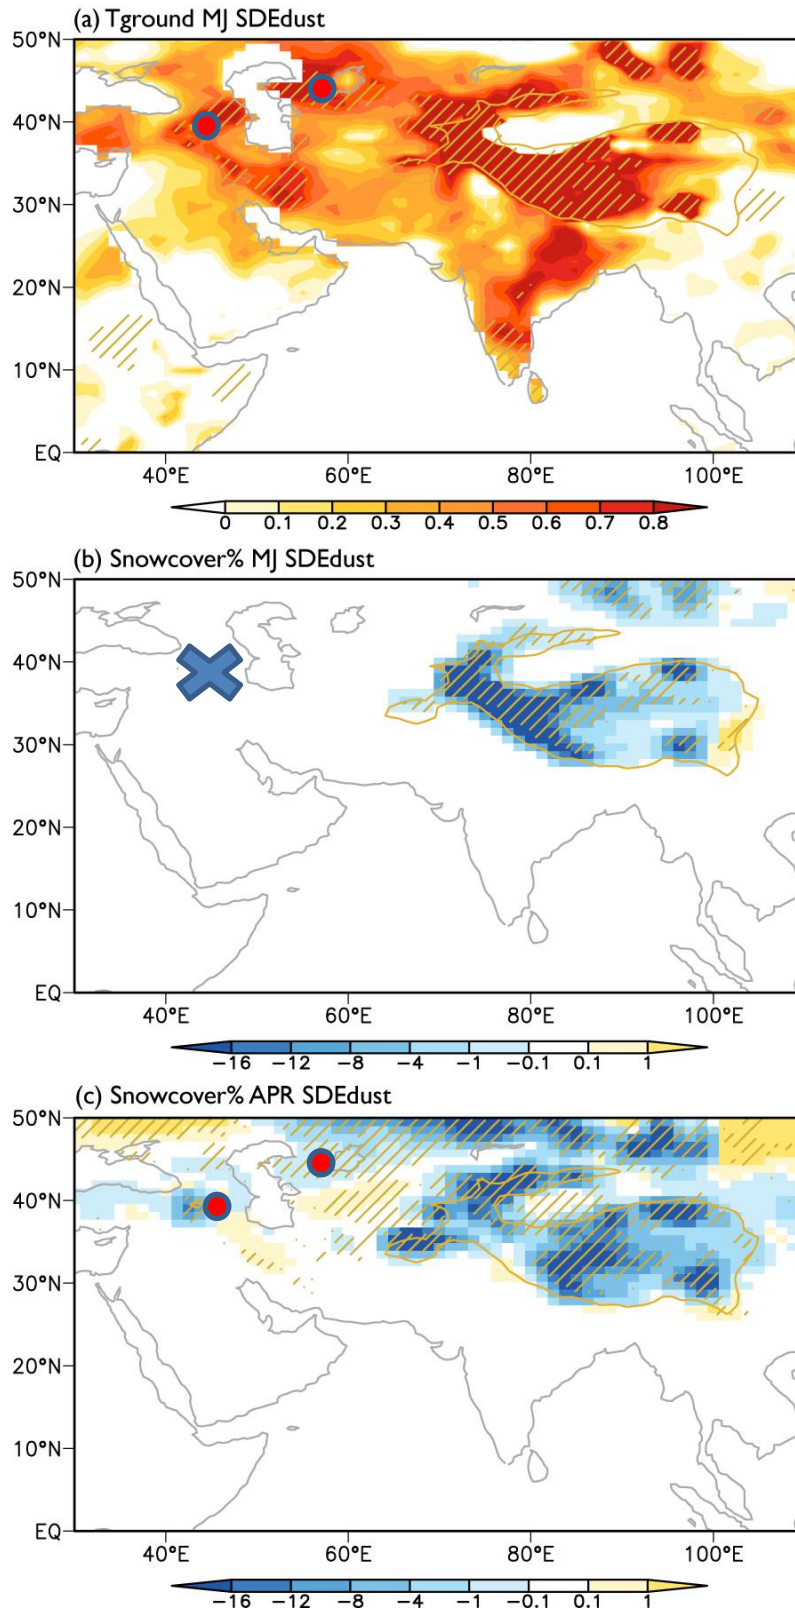 (a) Tground MJ SDEdust
50°N
40°N
30°N
20°N
10°N
EQ
40°E 60°E 80°E 100°E
0 0.1 0.2 0.3 0.4 0.5 0.6 0.7 0.8
(b) Snowcover% MJ SDEdust
50°N
40°N
30°N
20°N
10°N
EQ
40°E 60°E 80°E 100°E
−16 −12 −8 −4 −1 −0.1 0.1 1
(c) Snowcover% APR SDEdust
50°N
40°N
30°N
20°N
10°N
EQ
40°E 60°E 80°E 100°E
−16 −12 −8 −4 −1 −0.1 0.1 1